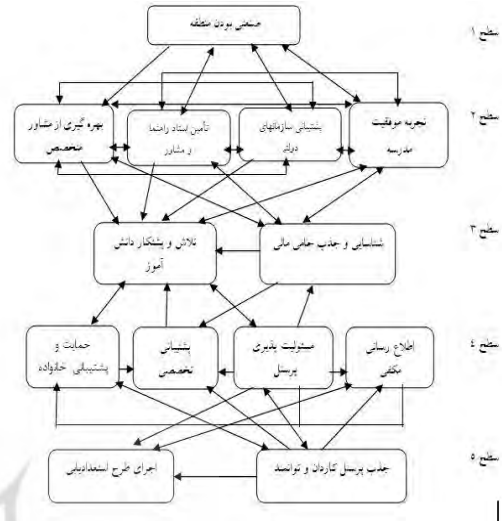 سطح ۱
صنعتی بودن منطقه
سطح ۲
تجربه موفقیت
مدرسه
پشتیبانی سازمانهای
دولتی
تأمین استاد راهنما
و مشاور
بهره گیری از مشاور
متخصص
سطح ۳
شناسایی و جذب حامی مالی
تلاش و پشتکار دانش
آموز
سطح ٤
اطلاع رسانی
مکفی
مسئولیت پذیری
پرسنل
پشتیبانی
تخصصی
حمایت و
پشتیبانی خانواده
سطح ٥
جذب پرسنل کاردان و توانمند
اجرای طرح استعدادیابی